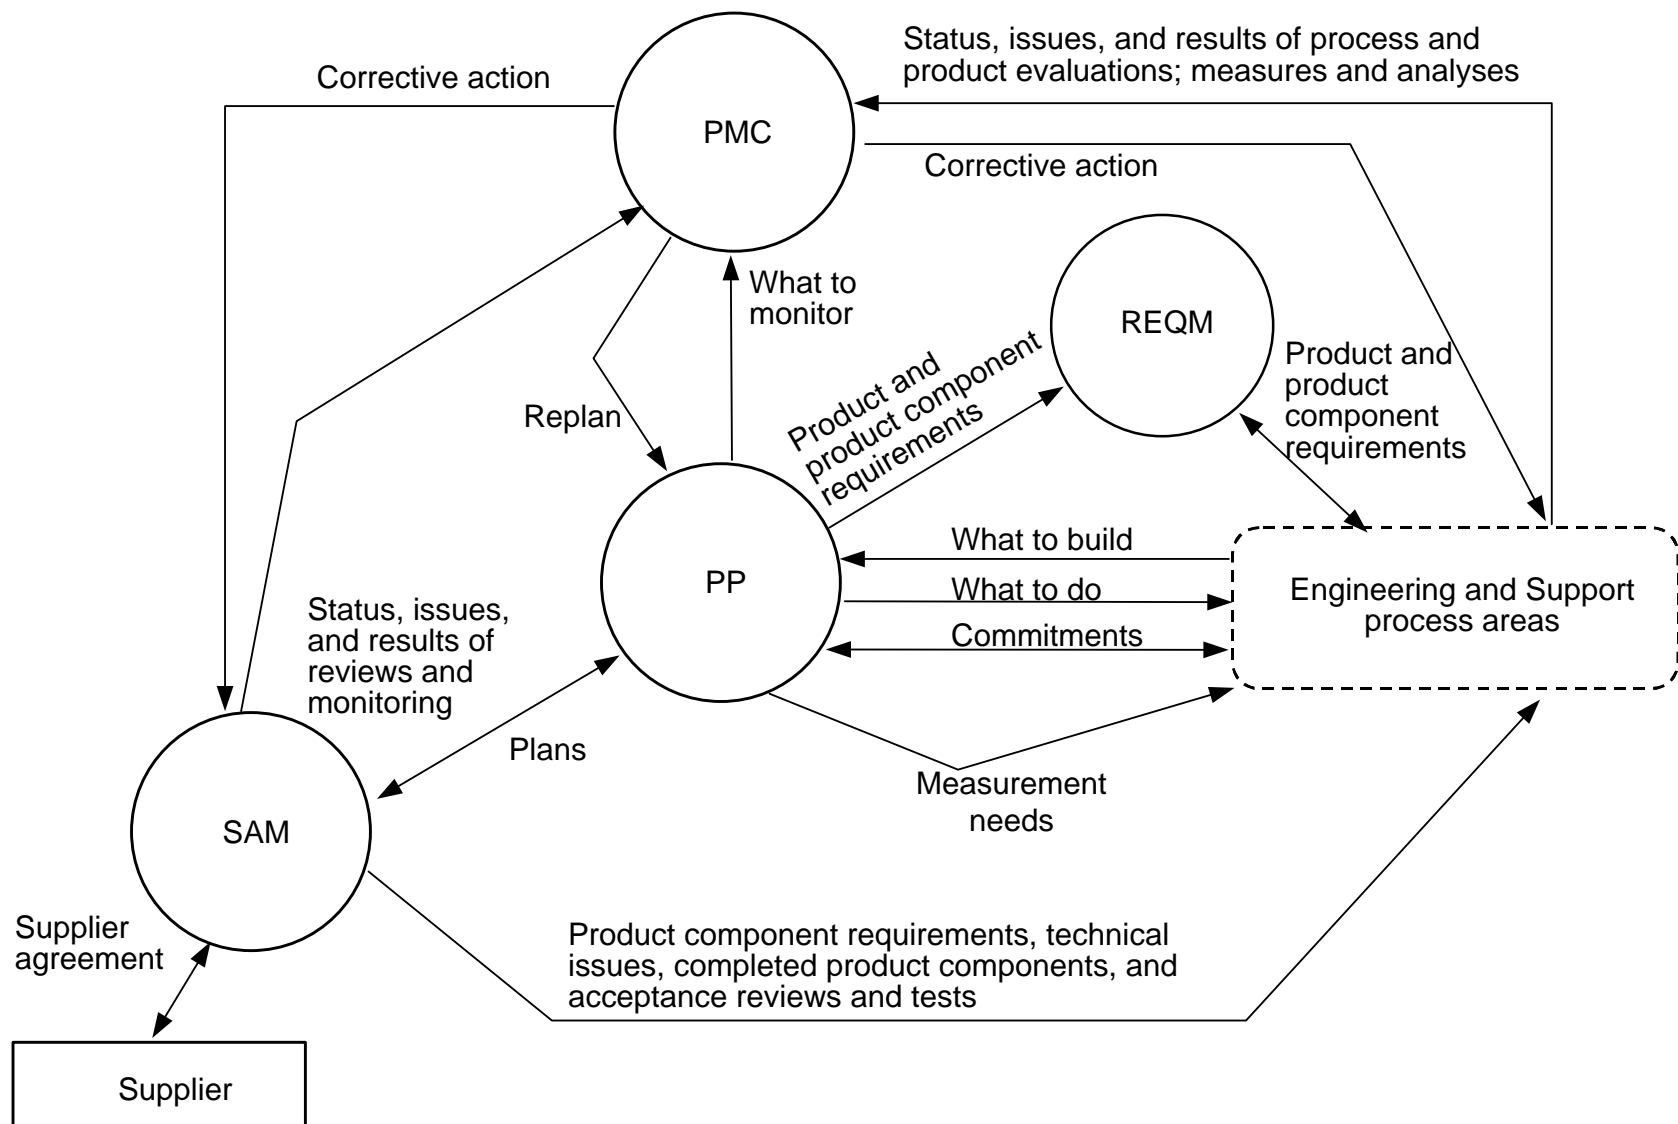 Status, issues, and results of process and
product evaluations; measures and analyses
Corrective action
PMC
Corrective action
What to
monitor
REQM
Product and
product component
requirements
Product and
product
component
requirements
Replan
What to build
PP
What to do
Engineering and Support
process areas
Commitments
Status, issues,
and results of
reviews and
monitoring
Plans
Measurement
needs
SAM
Supplier
agreement
Product component requirements, technical
issues, completed product components, and
acceptance reviews and tests
Supplier